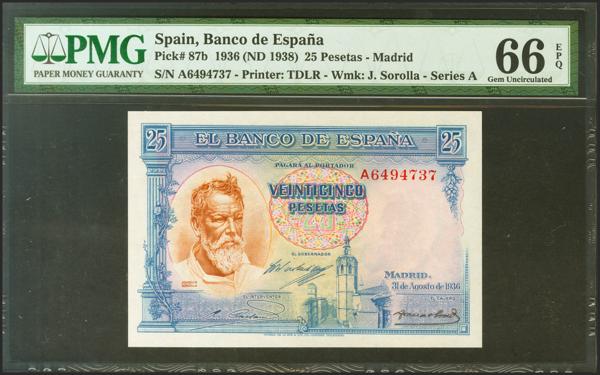 PMG
PAPER MONEY GUARANTY
Spain, Banco de España
Pick# 87b 1936 (ND 1938) 25 Pesetas - Madrid
S/N A6494737 - Printer: TDLR - Wmk: J. Sorolla - Series A
66 EPQ
Gem Uncirculated
25 EL BANCO DE ESPAÑA 25
PAGARÁ AL PORTADOR
A6494737
VEINTICINCO
PESETAS
25
EL GOBERNADOR
MADRID,
31 de Agosto de 1936
EL INTERVENTOR
EL CAJERO